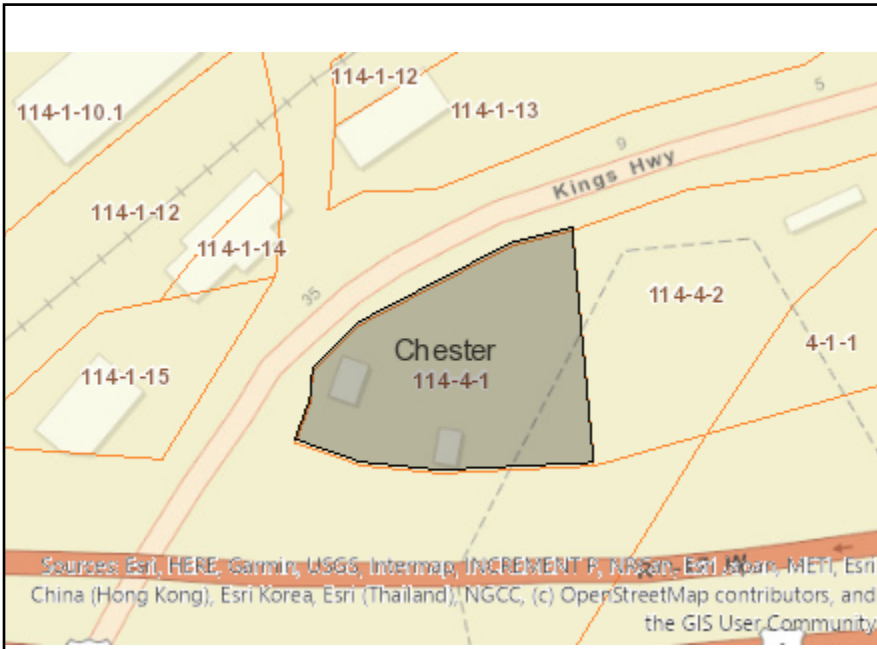 114-1-12
114-1-10.1
114-1-13
5
9
Kings Hwy
114-1-12
114-1-14
35
114-4-2
Chester
4-1-1
114-1-15
114-4-1
Sources: Esri, HERE, Garmin, USGS, Intermap, INCREMENT P, NRCan, Esri Japan, METI, Esri
China (Hong Kong), Esri Korea, Esri (Thailand), NGCC, (c) OpenStreetMap contributors, and
the GIS User Community